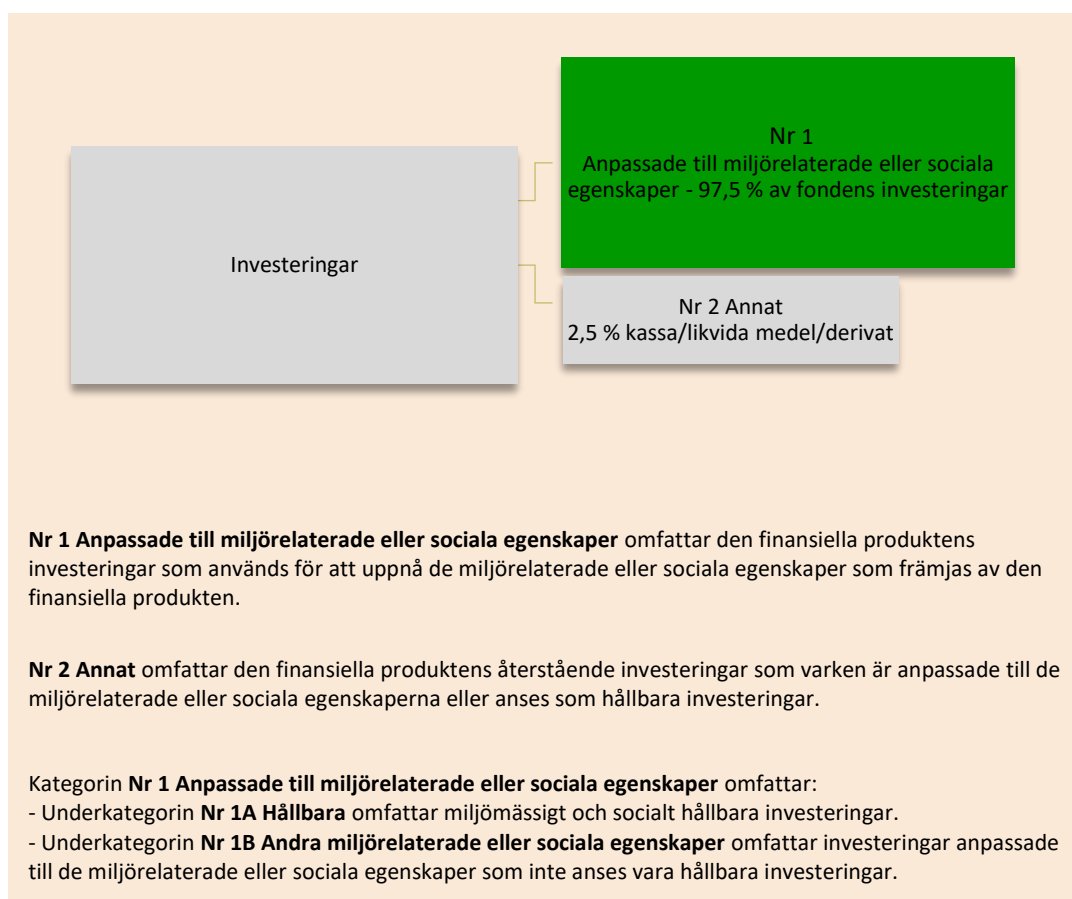 Investeringar
Nr 1
Anpassade till miljörelaterade eller sociala
egenskaper - 97,5 % av fondens investeringar
Nr 2 Annat
2,5 % kassa/likvida medel/derivat
Nr 1 Anpassade till miljörelaterade eller sociala egenskaper omfattar den finansiella produktens
investeringar som används för att uppnå de miljörelaterade eller sociala egenskaper som främjas av den
finansiella produkten.
Nr 2 Annat omfattar den finansiella produktens återstående investeringar som varken är anpassade till de
miljörelaterade eller sociala egenskaperna eller anses som hållbara investeringar.
Kategorin Nr 1 Anpassade till miljörelaterade eller sociala egenskaper omfattar:
- Underkategorin Nr 1A Hållbara omfattar miljömässigt och socialt hållbara investeringar.
- Underkategorin Nr 1B Andra miljörelaterade eller sociala egenskaper omfattar investeringar anpassade
till de miljörelaterade eller sociala egenskaper som inte anses vara hållbara investeringar.